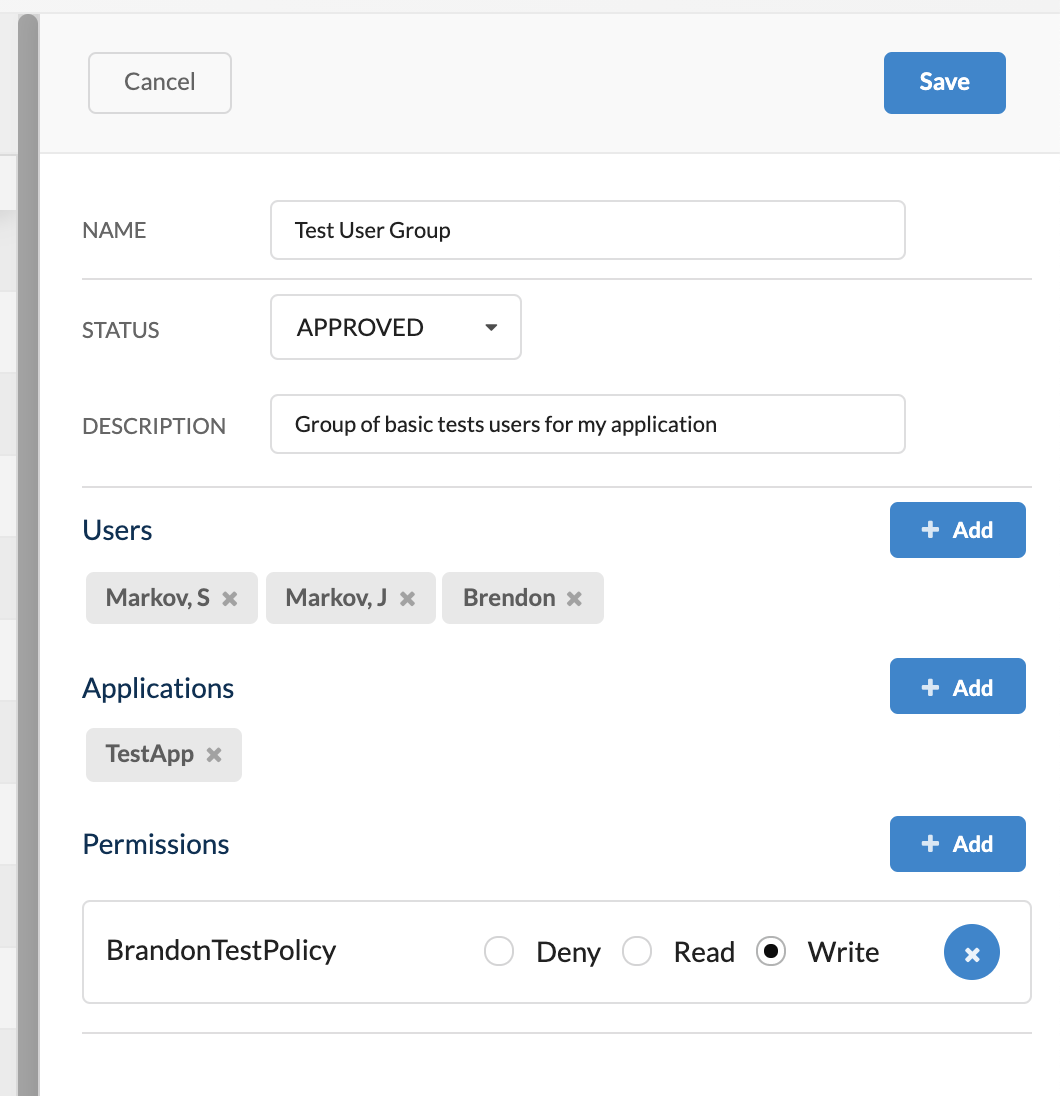 Cancel Save
NAME Test User Group
STATUS APPROVED
DESCRIPTION Group of basic tests users for my application
Users + Add
Markov, S × Markov, J × Brendon ×
Applications + Add
TestApp ×
Permissions + Add
BrandonTestPolicy Deny Read Write ×